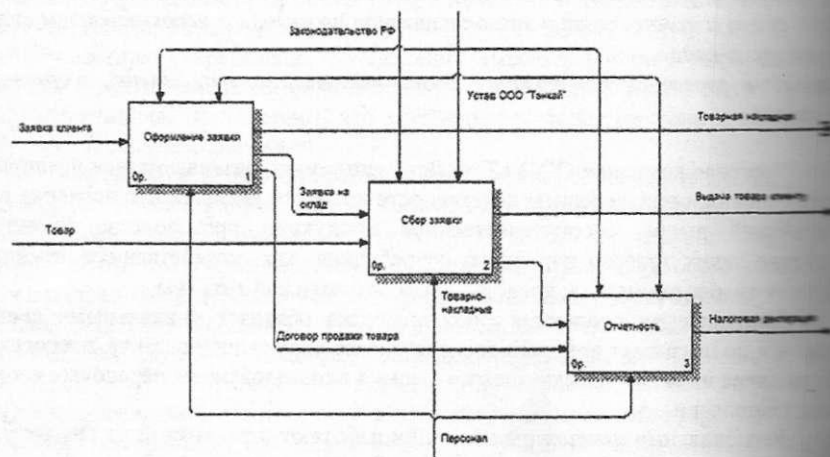 Законодательство РФ
Устав ООО "Тонкай"
Товарная накладная
Заявка клиента
Оформление заявки
0р. 1
Заявка на
склад
Выдача товара клиенту
Сбор заявки
Товар
0р. 2
Товарно-
накладные
Отчетность
Налоговая декларация
Договор продажи товара
0р. 3
Персонал